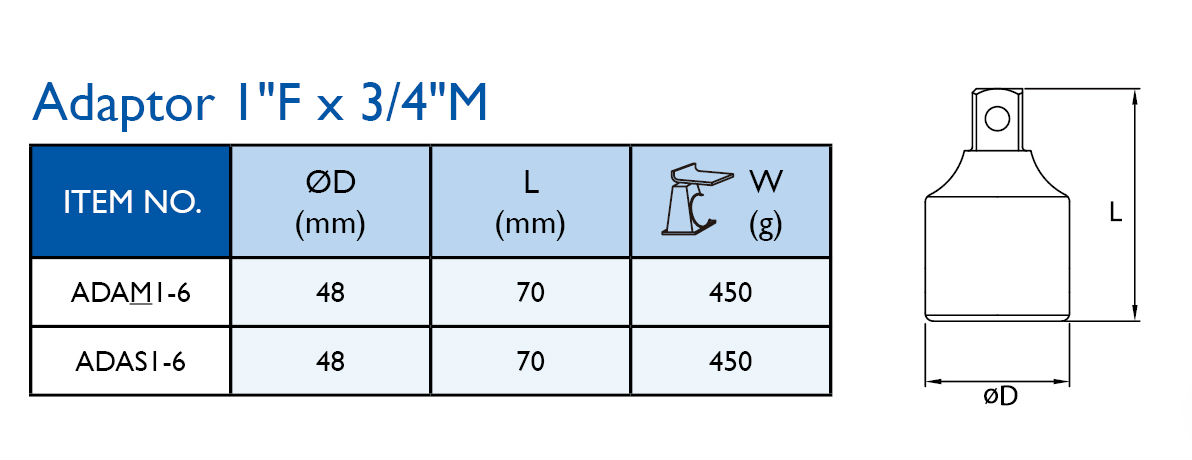 Adaptor 1"F x 3/4"M
ITEM NO. ØD (mm) L (mm) W (g)
ADAM1-6 48 70 450
ADAS1-6 48 70 450
L
øD